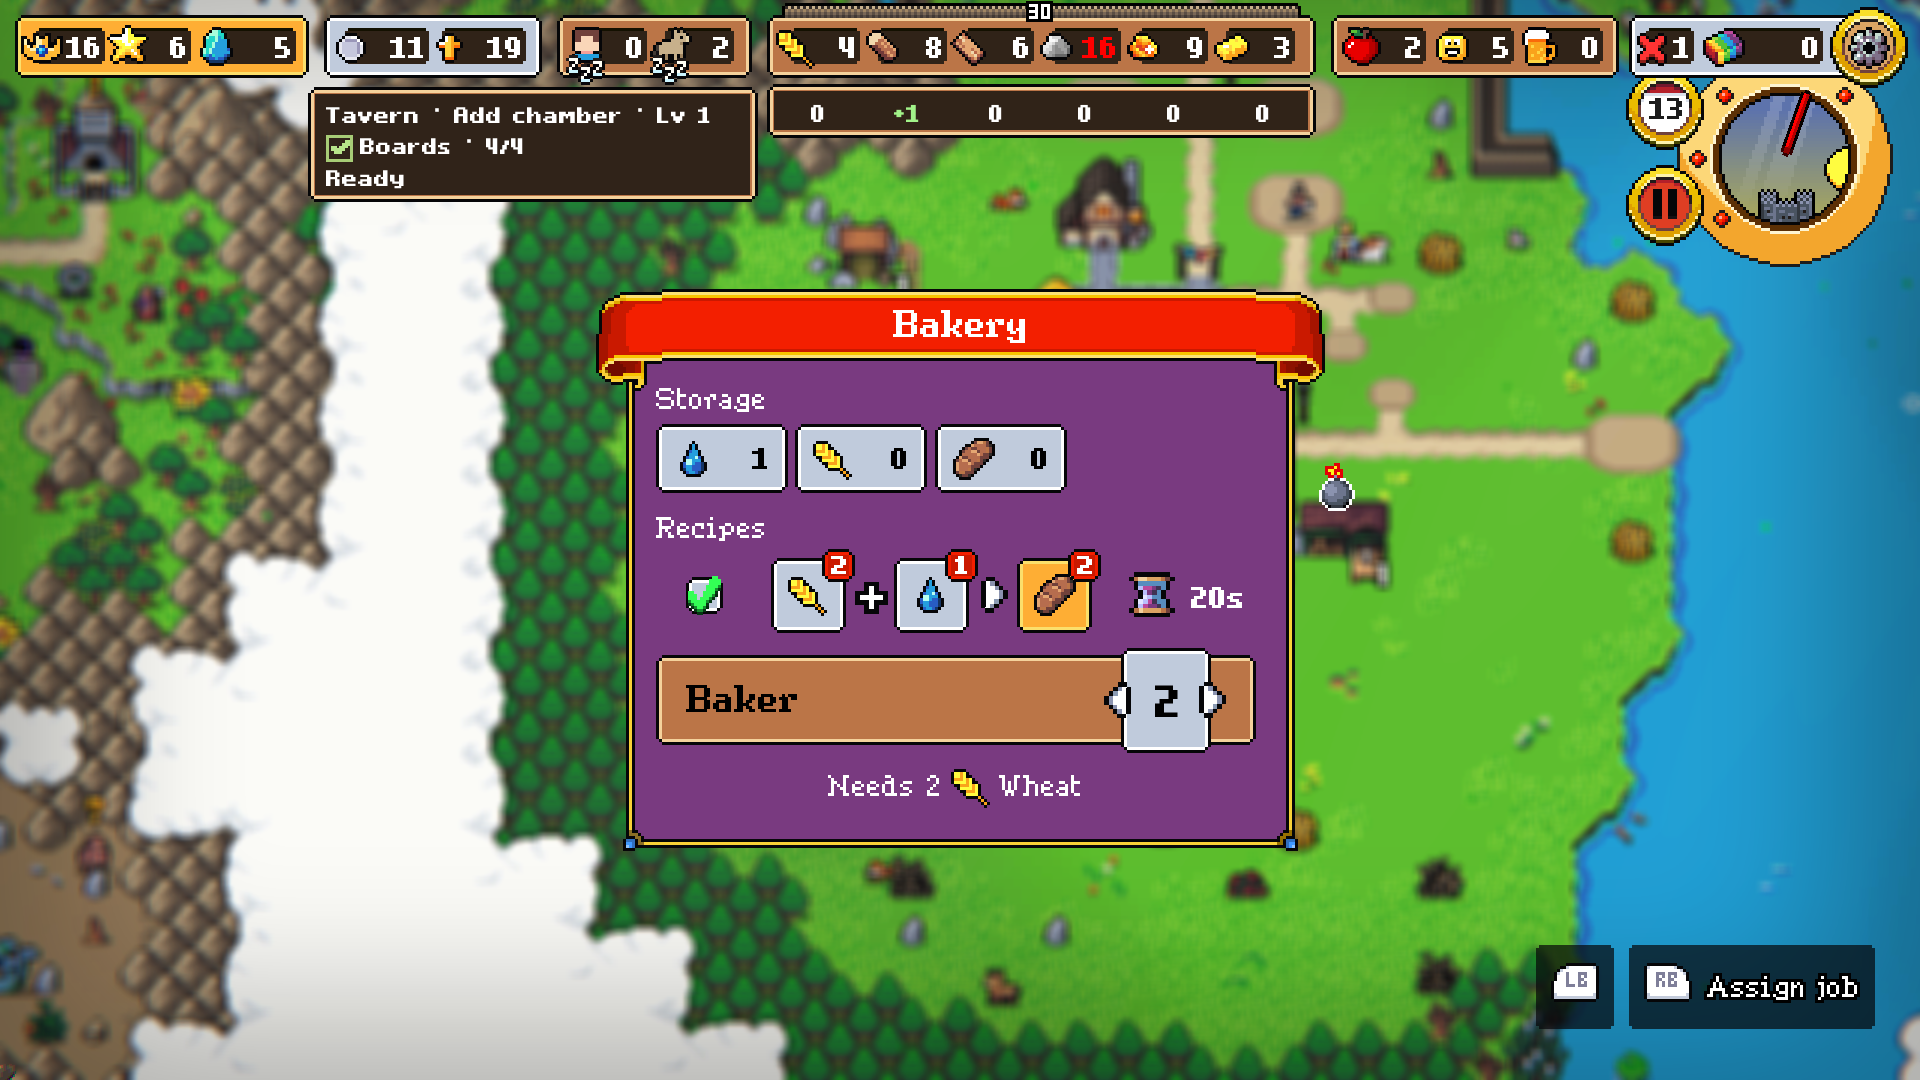 30
16 6 5 11 19 0 2 4 8 6 16 9 3 2 5 0 1 0
zzz zzz
Tavern · Add chamber · Lv 1
Boards · 4/4
Ready
0 +1 0 0 0 0
13
Bakery
Storage
1 0 0
Recipes
2 1 2
20s
Baker 2
Needs 2 Wheat
LB RB Assign job